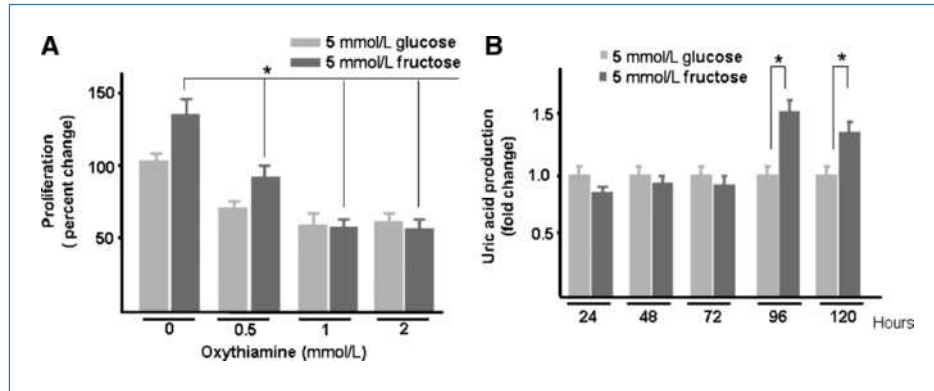 A
5 mmol/L glucose
5 mmol/L fructose
*
150
100
50
Proliferation
( percent change)
0 0.5 1 2
Oxythiamine (mmol/L)
B
5 mmol/L glucose
5 mmol/L fructose
* *
1.5
1.0
0.5
Uric acid production
(fold change)
24 48 72 96 120 Hours